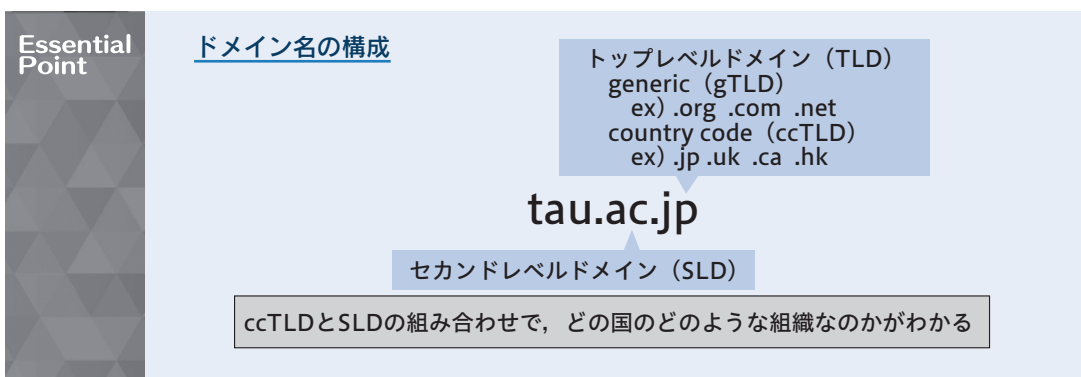 Essential
Point
ドメイン名の構成
トップレベルドメイン（TLD）
generic（gTLD）
ex）.org .com .net
country code（ccTLD）
ex）.jp .uk .ca .hk
tau.ac.jp
セカンドレベルドメイン（SLD）
ccTLDとSLDの組み合わせで，どの国のどのような組織なのかがわかる